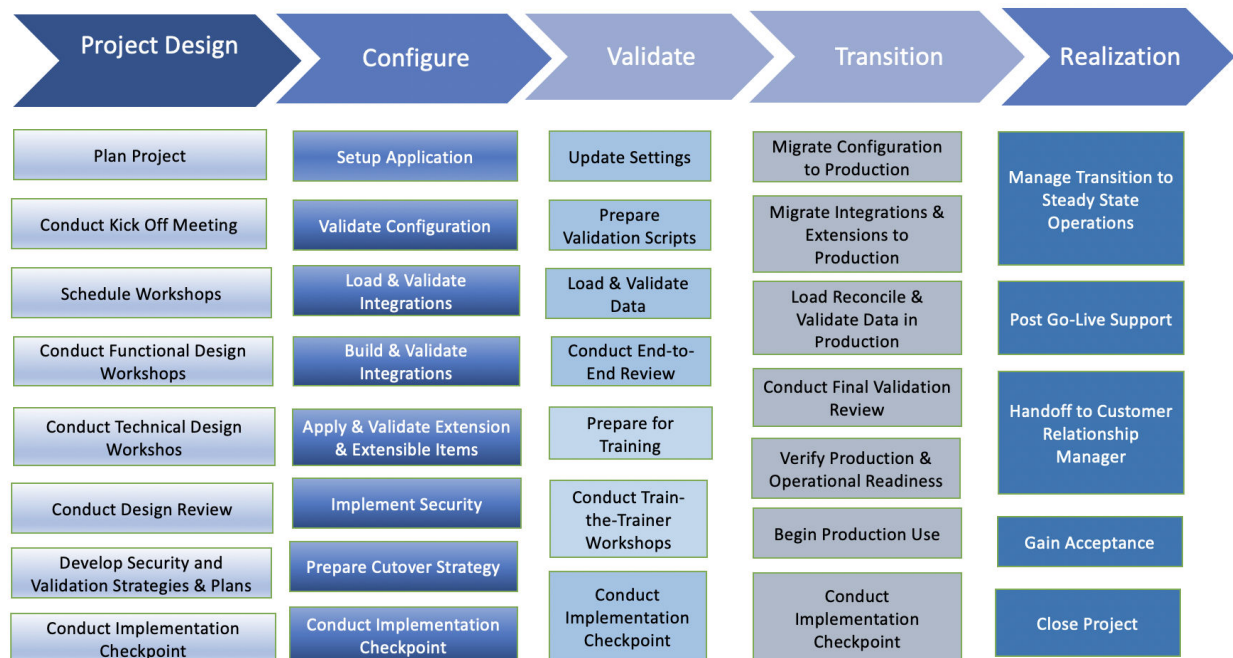 Project Design
Configure
Validate
Transition
Realization
Plan Project
Conduct Kick Off Meeting
Schedule Workshops
Conduct Functional Design
Workshops
Conduct Technical Design
Workshos
Conduct Design Review
Develop Security and
Validation Strategies & Plans
Conduct Implementation
Checkpoint
Setup Application
Validate Configuration
Load & Validate
Integrations
Build & Validate
Integrations
Apply & Validate Extension
& Extensible Items
Implement Security
Prepare Cutover Strategy
Conduct Implementation
Checkpoint
Update Settings
Prepare
Validation Scripts
Load & Validate
Data
Conduct End-to-
End Review
Prepare for
Training
Conduct Train-
the-Trainer
Workshops
Conduct
Implementation
Checkpoint
Migrate Configuration
to Production
Migrate Integrations &
Extensions to
Production
Load Reconcile &
Validate Data in
Production
Conduct Final Validation
Review
Verify Production &
Operational Readiness
Begin Production Use
Conduct
Implementation
Checkpoint
Manage Transition to
Steady State
Operations
Post Go-Live Support
Handoff to Customer
Relationship
Manager
Gain Acceptance
Close Project